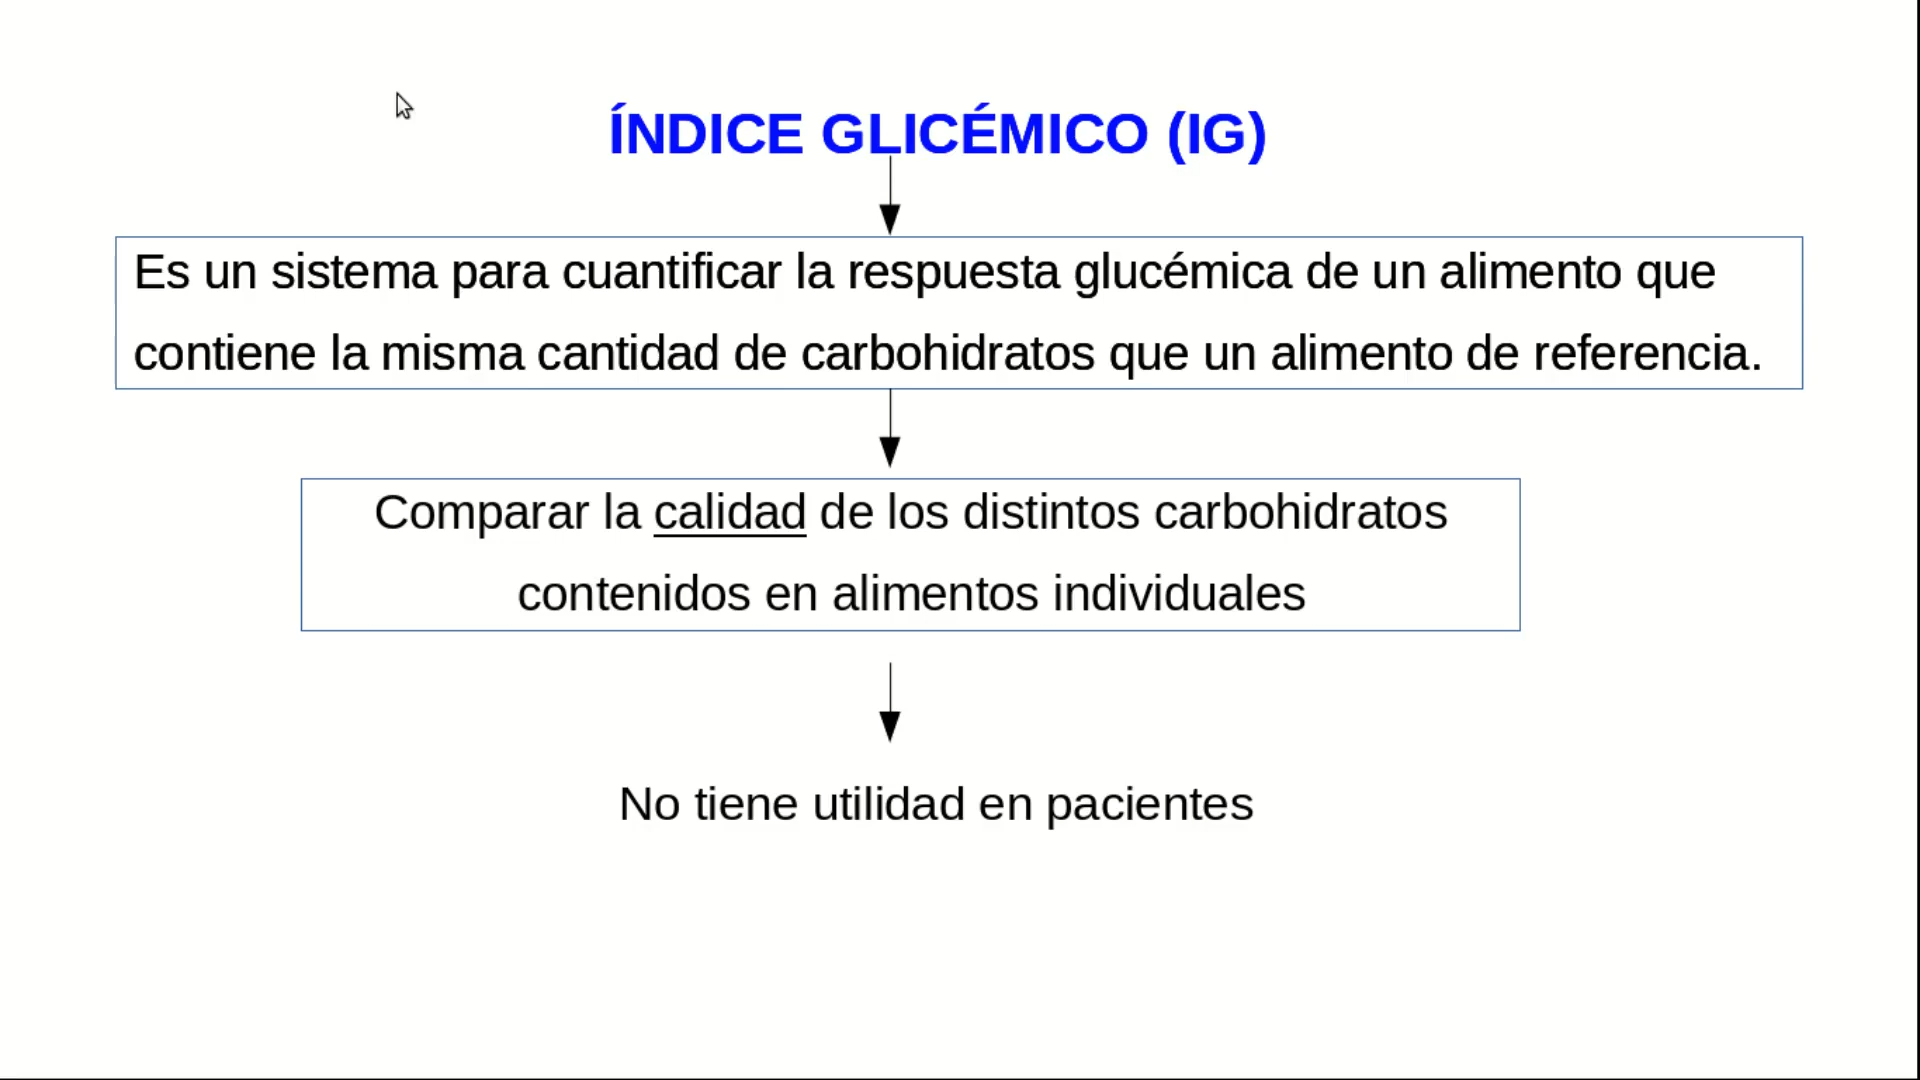 ÍNDICE GLICÉMICO (IG)
Es un sistema para cuantificar la respuesta glucémica de un alimento que
contiene la misma cantidad de carbohidratos que un alimento de referencia.
Comparar la calidad de los distintos carbohidratos
contenidos en alimentos individuales
No tiene utilidad en pacientes